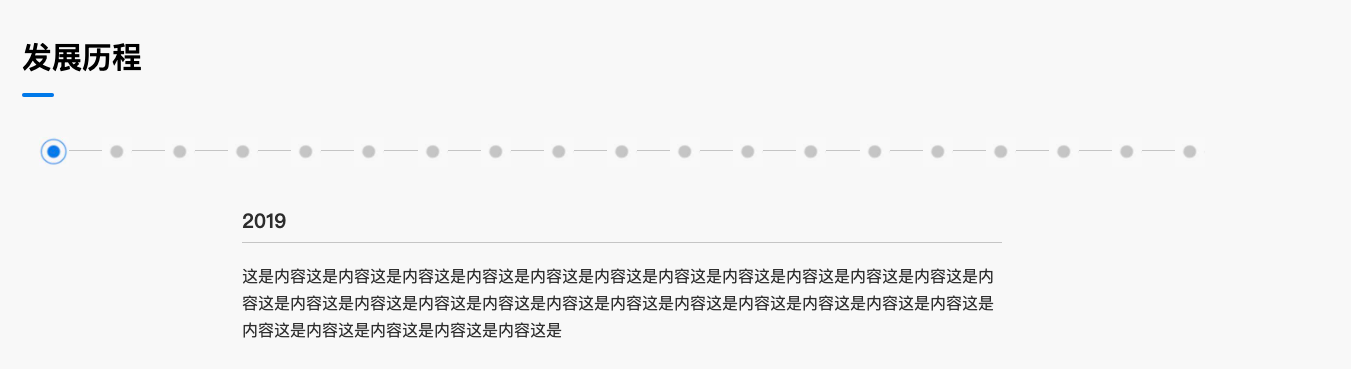 发展历程
2019
这是内容这是内容这是内容这是内容这是内容这是内容这是内容这是内容这是内容这是内容这是内容这是内
容这是内容这是内容这是内容这是内容这是内容这是内容这是内容这是内容这是内容这是内容这是内容这是
内容这是内容这是内容这是内容这是内容这是